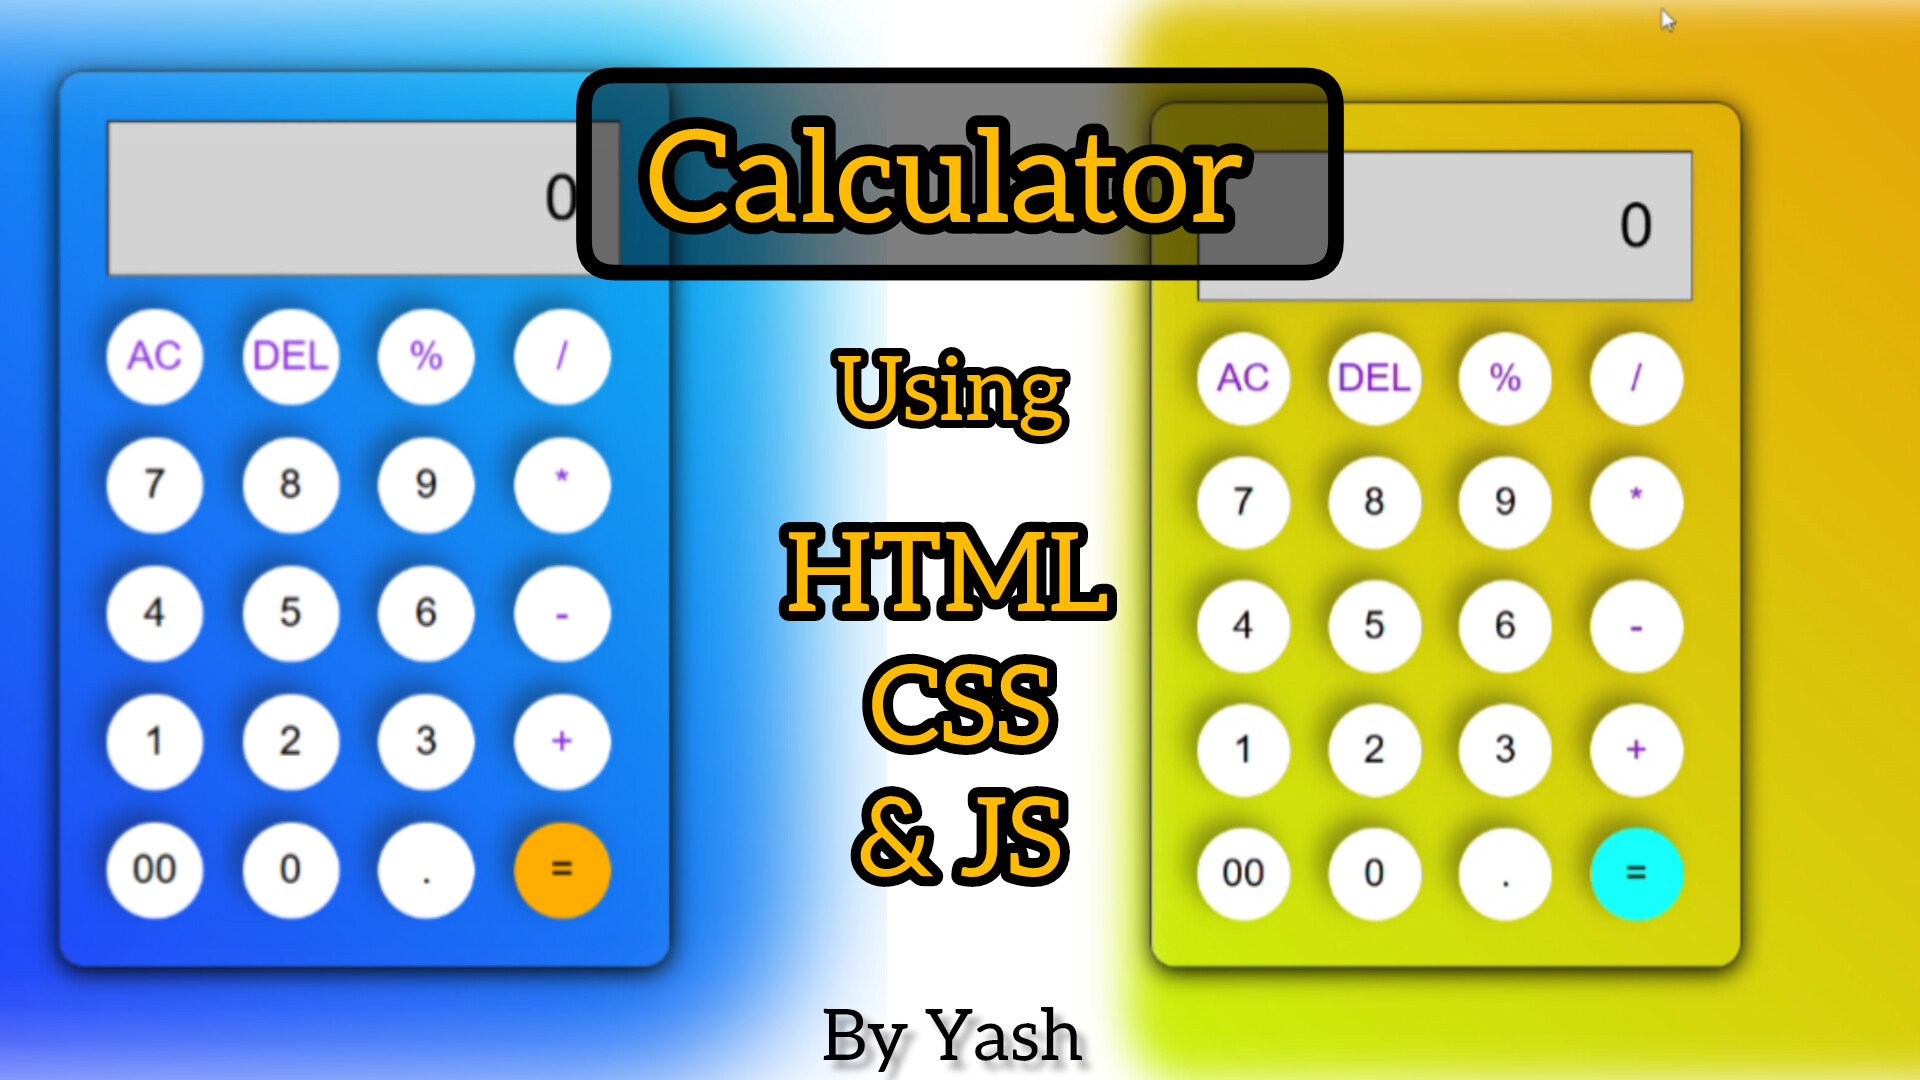 0
AC DEL % /
7 8 9 *
4 5 6 -
1 2 3 +
00 0 . =
Calculator
Using
HTML
CSS
& JS
By Yash
0
AC DEL % /
7 8 9 *
4 5 6 -
1 2 3 +
00 0 . =